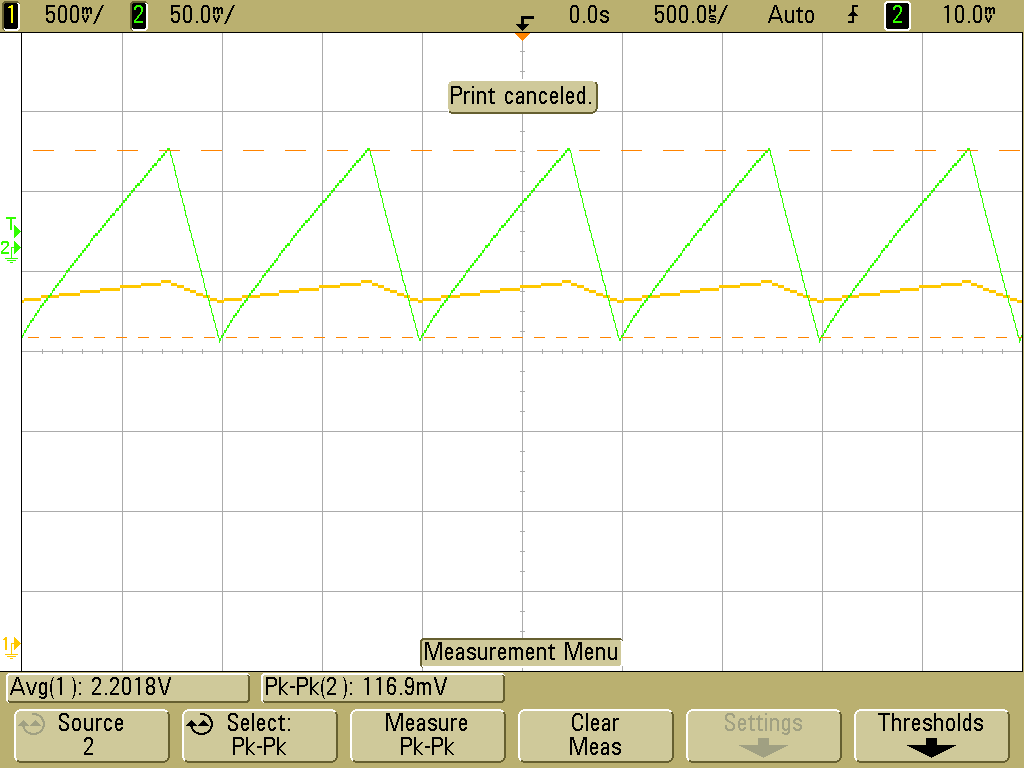 1 500mV/ 2 50.0mV/ 0.0s 500.0µs/ Auto 2 10.0mV
Print canceled.
T
2
1
Measurement Menu
Avg(1): 2.2018V Pk-Pk(2): 116.9mV
Source Select: Measure Clear Settings Thresholds
2 Pk-Pk Pk-Pk Meas